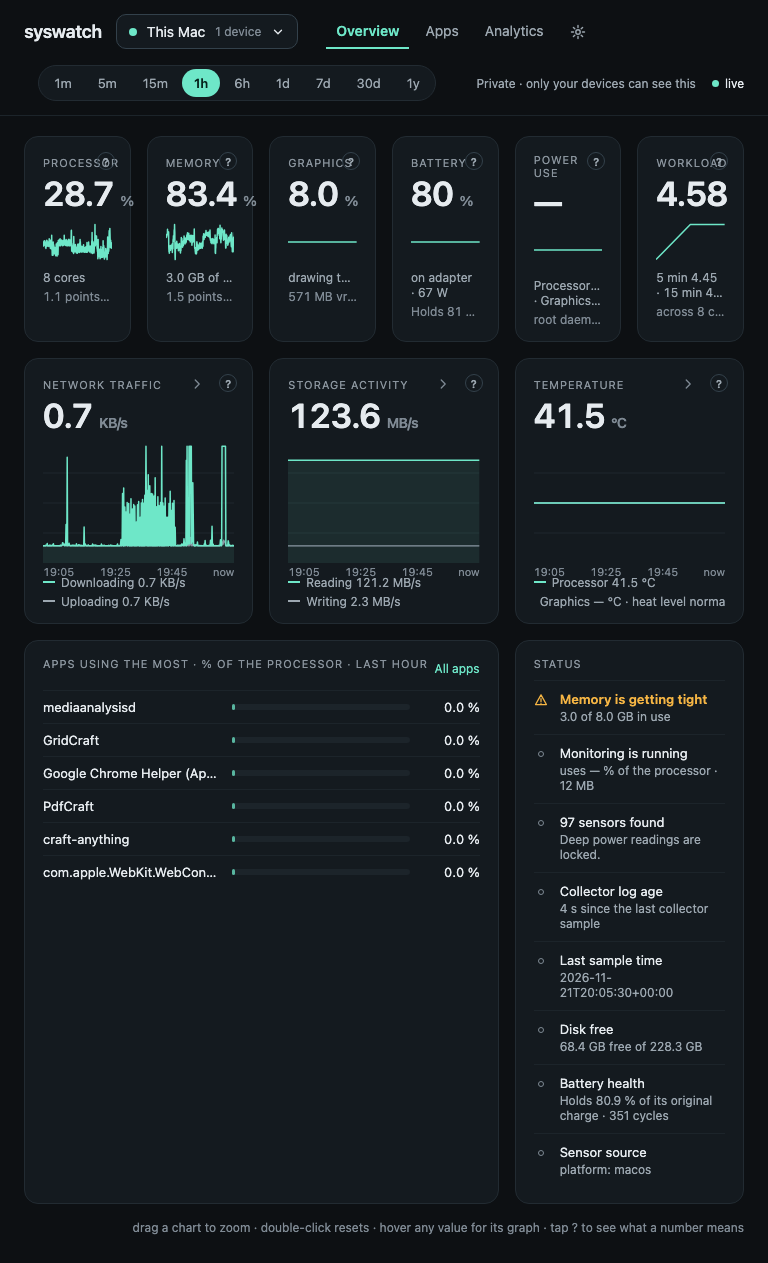 syswatch
This Mac 1 device
Overview Apps Analytics
1m 5m 15m 1h 6h 1d 7d 30d 1y
Private · only your devices can see this
live
PROCESSOR ?
28.7 %
8 cores
1.1 points...
MEMORY ?
83.4 %
3.0 GB of ...
1.5 points...
GRAPHICS ?
8.0 %
drawing t...
571 MB vr...
BATTERY ?
80 %
on adapter
· 67 W
Holds 81 ...
POWER
USE
?
—
Processor...
· Graphics...
root daem...
WORKLOAD ?
4.58
5 min 4.45
· 15 min 4...
across 8 c...
NETWORK TRAFFIC ?
0.7 KB/s
19:05 19:25 19:45 now
Downloading 0.7 KB/s
Uploading 0.7 KB/s
STORAGE ACTIVITY ?
123.6 MB/s
19:05 19:25 19:45 now
Reading 121.2 MB/s
Writing 2.3 MB/s
TEMPERATURE ?
41.5 °C
19:05 19:25 19:45 now
Processor 41.5 °C
Graphics — °C · heat level norma
APPS USING THE MOST · % OF THE PROCESSOR · LAST HOUR
All apps
mediaanalysisd 0.0 %
GridCraft 0.0 %
Google Chrome Helper (Ap... 0.0 %
PdfCraft 0.0 %
craft-anything 0.0 %
com.apple.WebKit.WebCon... 0.0 %
STATUS
Memory is getting tight
3.0 of 8.0 GB in use
Monitoring is running
uses — % of the processor ·
12 MB
97 sensors found
Deep power readings are
locked.
Collector log age
4 s since the last collector
sample
Last sample time
2026-11-
21T20:05:30+00:00
Disk free
68.4 GB free of 228.3 GB
Battery health
Holds 80.9 % of its original
charge · 351 cycles
Sensor source
platform: macos
drag a chart to zoom · double-click resets · hover any value for its graph · tap ? to see what a number means